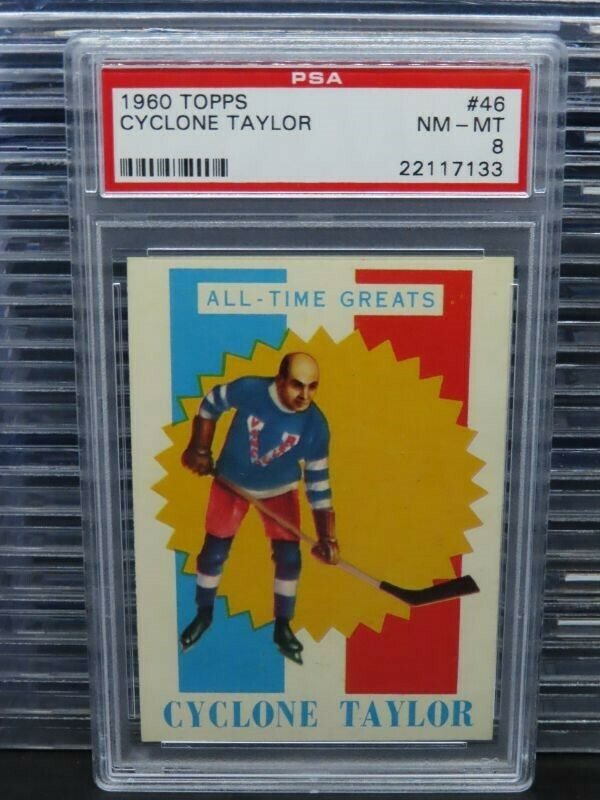 PSA
1960 TOPPS #46
CYCLONE TAYLOR NM - MT
8
22117133
ALL-TIME GREATS
V
CYCLONE TAYLOR